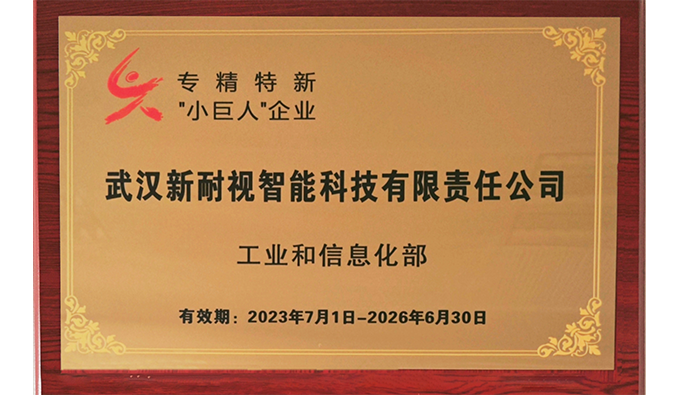 专精特新
"小巨人"企业
武汉新耐视智能科技有限责任公司
工业和信息化部
有效期：2023年7月1日-2026年6月30日